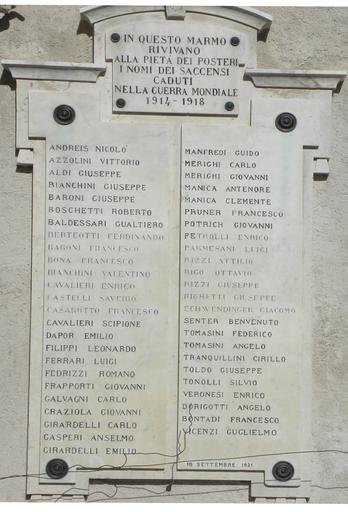 IN QUESTO MARMO
RIVIVANO
ALLA PIETÀ DEI POSTERI
I NOMI DEI SACCENSI
CADUTI
NELLA GUERRA MONDIALE
1914 - 1918
ANDREIS NICOLO'
AZZOLINI VITTORIO
ALDI GIUSEPPE
BIANCHINI GIUSEPPE
BARONI GIUSEPPE
BOSCHETTI ROBERTO
BALDESSARI GUALTIERO
BERTEOTTI FERDINANDO
BARONI FRANCESCO
BONA FRANCESCO
BIANCHINI VALENTINO
CAVALIERI ENRICO
CASTELLI SAVERIO
CASAROTTO FRANCESCO
CAVALIERI SCIPIONE
DAPOR EMILIO
FILIPPI LEONARDO
FERRARI LUIGI
FEDRIZZI ROMANO
FRAPPORTI GIOVANNI
GALVAGNI CARLO
GRAZIOLA GIOVANNI
GIRARDELLI CARLO
GASPERI ANSELMO
GIRARDELLI EMILIO
MANFREDI GUIDO
MERIGHI CARLO
MERIGHI GIOVANNI
MANICA ANTENORE
MANICA CLEMENTE
PRUNER FRANCESCO
POTRICH GIOVANNI
PETROLLI ENRICO
PARMESANI LUIGI
RIZZI ATTILIO
RIGO OTTAVIO
RIZZI GIUSEPPE
RIGHETTI GIUSEPPE
SCHWENDINGER GIACOMO
SENTER BENVENUTO
TOMASINI FEDERICO
TOMASINI ANGELO
TRANQUILLINI CIRILLO
TOLDO GIUSEPPE
TONOLLI SILVIO
VERONESI ENRICO
DORIGOTTI ANGELO
BONTADI FRANCESCO
VICENZI GUGLIELMO
18 SETTEMBRE 1921